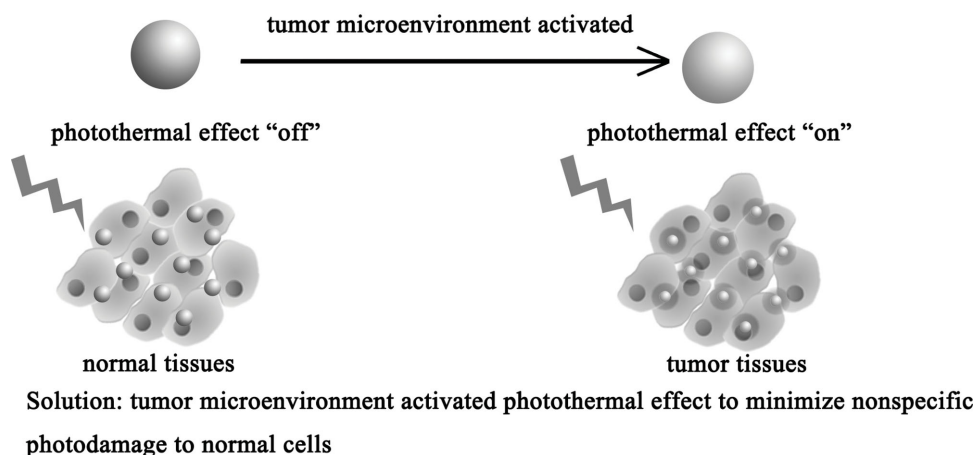 tumor microenvironment activated
photothermal effect “off”
photothermal effect “on”
normal tissues
tumor tissues
Solution: tumor microenvironment activated photothermal effect to minimize nonspecific
photodamage to normal cells